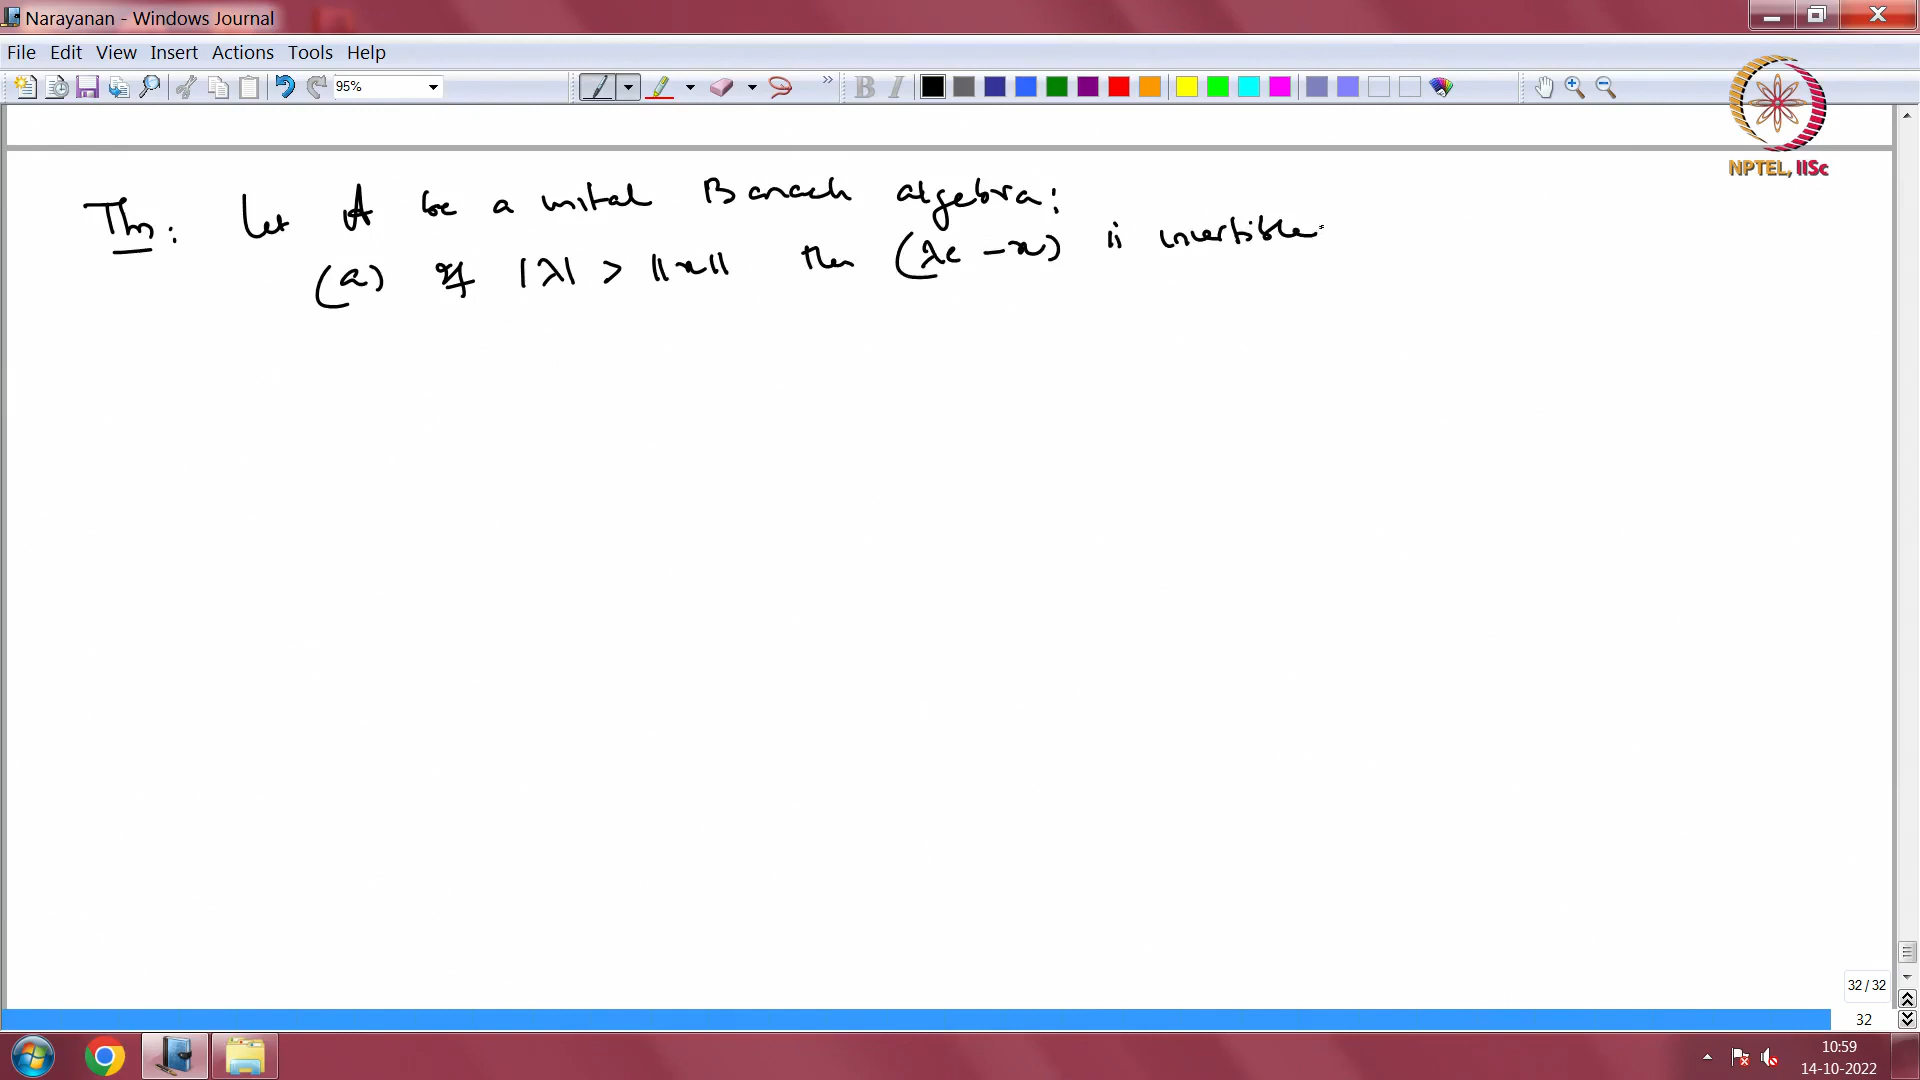 Narayanan - Windows Journal
File Edit View Insert Actions Tools Help
95%
NPTEL, IISc
Thm: Let A be a unital Banach algebra:
(a) If |λ| > ||x|| then (λe - x) is invertible.
32 / 32
32
10:59
14-10-2022